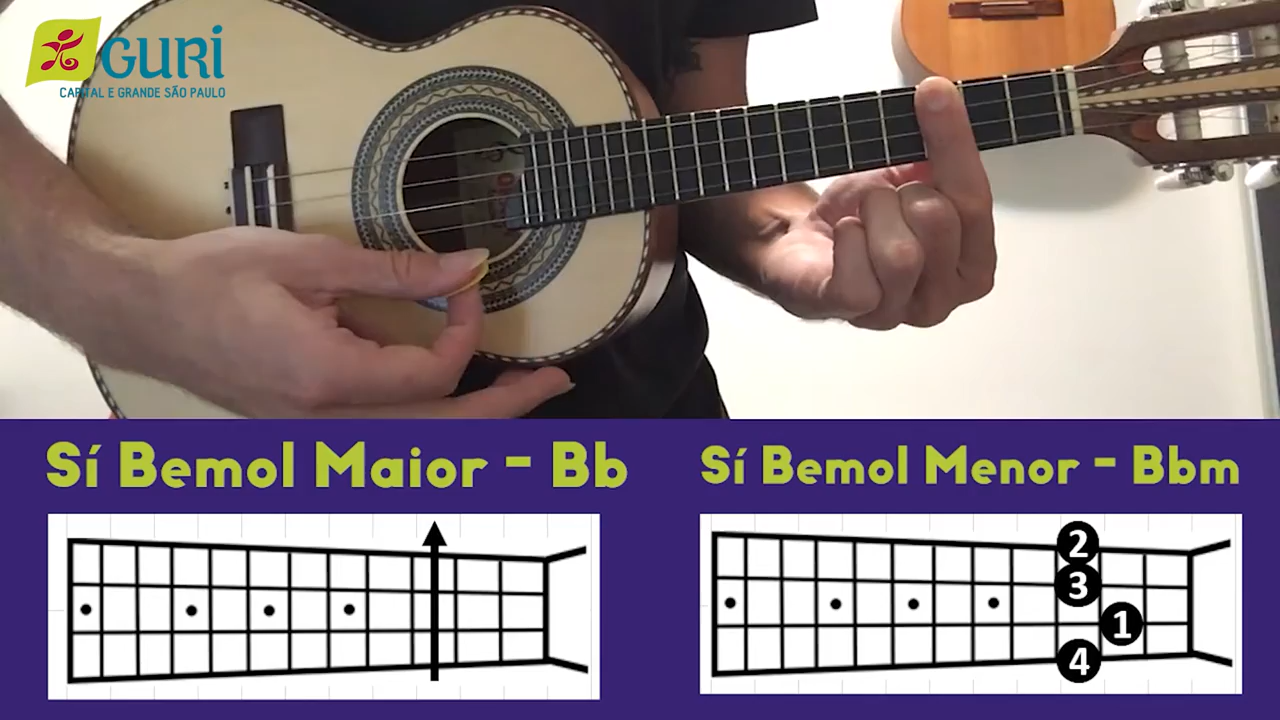 GURI
CAPITAL E GRANDE SÃO PAULO
Sí Bemol Maior - Bb
Sí Bemol Menor - Bbm
2
3
1
4